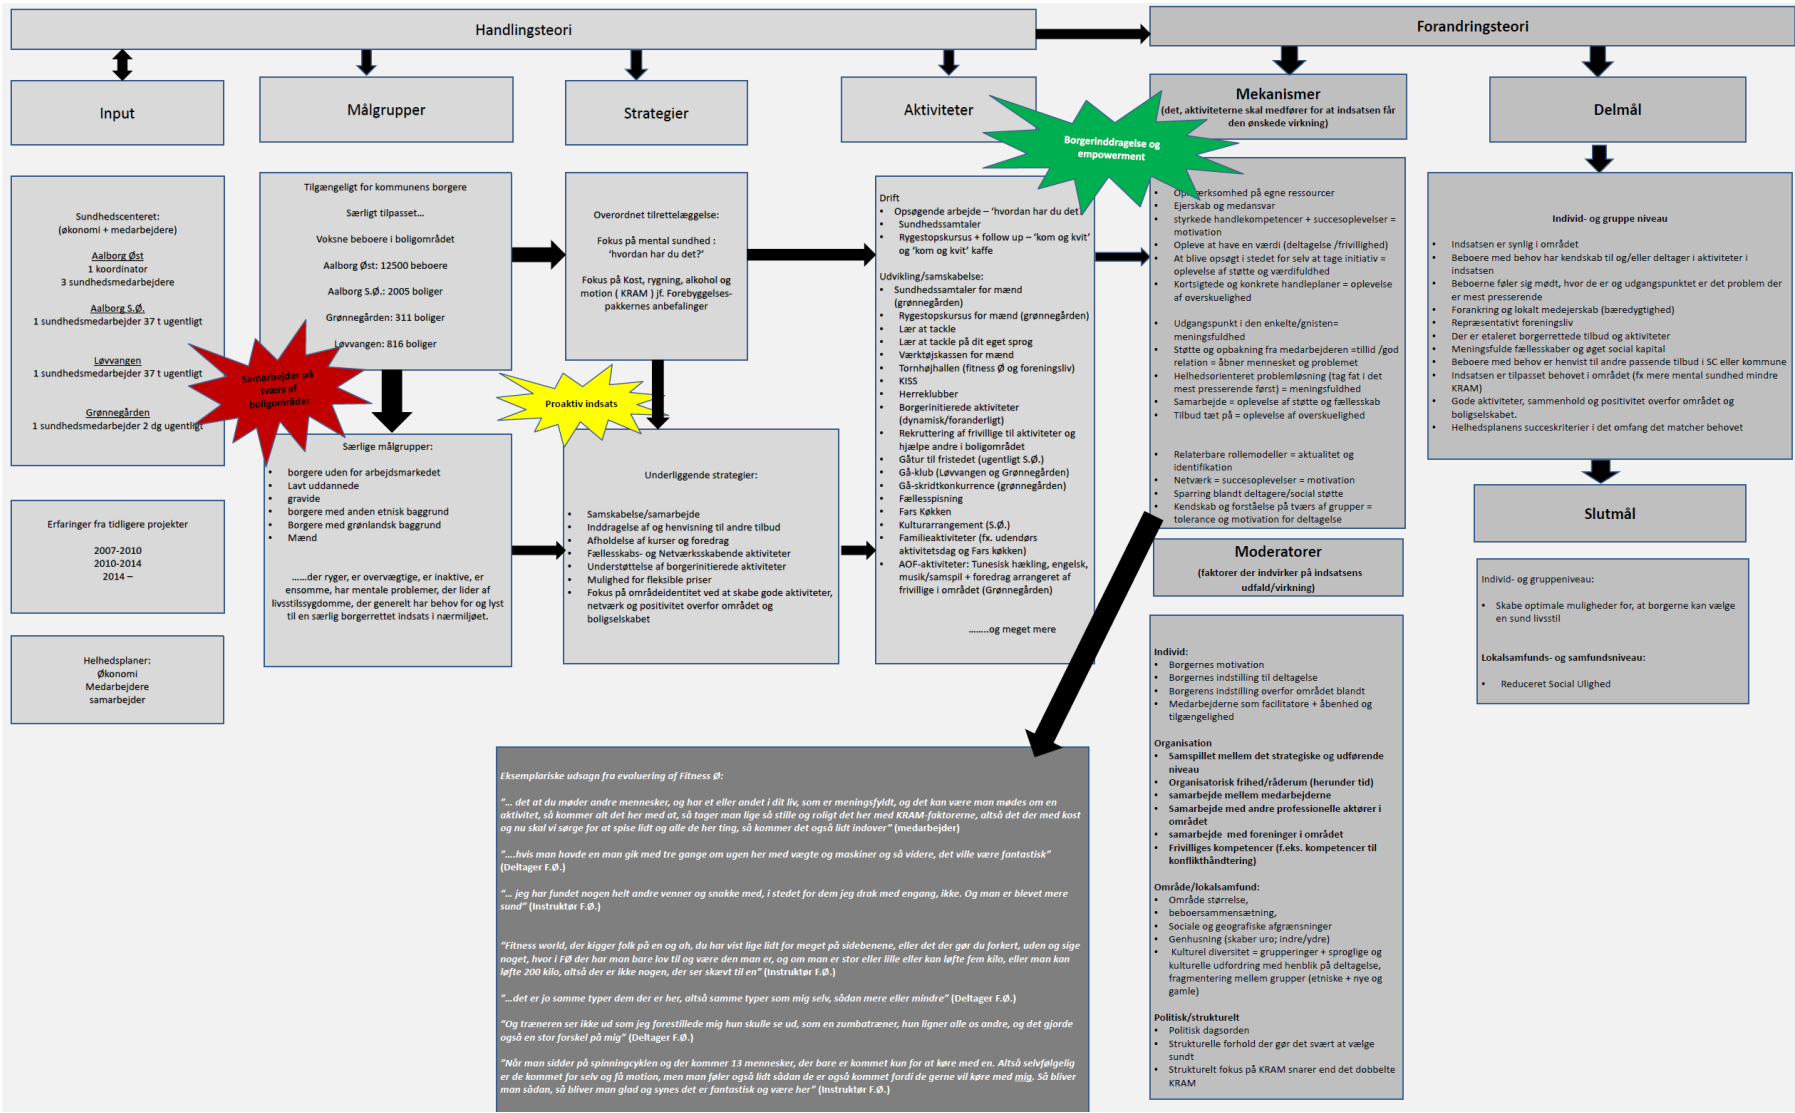 Handlingsteori
Forandringsteori
Input
Målgrupper
Strategier
Aktiviteter
Mekanismer
(det, aktiviteterne skal medfører for at indsatsen får
den ønskede virkning)
Delmål
Borgerinddragelse og
empowerment
Sundhedscenteret:
(økonomi + medarbejdere)
Aalborg Øst
1 koordinator
3 sundhedsmedarbejdere
Aalborg S.Ø.
1 sundhedsmedarbejder 37 t ugentligt
Løvvangen
1 sundhedsmedarbejder 37 t ugentligt
Grønnegården
1 sundhedsmedarbejder 2 dg ugentligt
Erfaringer fra tidligere projekter
2007-2010
2010-2014
2014 –
Helhedsplaner:
Økonomi
Medarbejdere
samarbejder
Tilgængeligt for kommunens borgere
Særligt tilpasset…
Voksne beboere i boligområdet
Aalborg Øst: 12500 beboere
Aalborg S.Ø.: 2005 boliger
Grønnegården: 311 boliger
Løvvangen: 816 boliger
Samarbejder på
tværs af
boligområder
Særlige målgrupper:
• borgere uden for arbejdsmarkedet
• Lavt uddannede
• gravide
• borgere med anden etnisk baggrund
• Borgere med grønlandsk baggrund
• Mænd
……der ryger, er overvægtige, er inaktive, er
ensomme, har mentale problemer, der lider af
livsstilssygdomme, der generelt har behov for og lyst
til en særlig borgerrettet indsats i nærmiljøet.
Overordnet tilrettelæggelse:
Fokus på mental sundhed :
‘hvordan har du det?’
Fokus på Kost, rygning, alkohol og
motion ( KRAM ) jf. Forebyggelses-
pakkernes anbefalinger
Proaktiv indsats
Underliggende strategier:
• Samskabelse/samarbejde
• Inddragelse af og henvisning til andre tilbud
• Afholdelse af kurser og foredrag
• Fællesskabs- og Netværksskabende aktiviteter
• Understøttelse af borgerinitierede aktiviteter
• Mulighed for fleksible priser
• Fokus på områdeidentitet ved at skabe gode aktiviteter,
netværk og positivitet overfor området og
boligselskabet
Drift
• Opsøgende arbejde – ‘hvordan har du det?’
• Sundhedssamtaler
• Rygestopskursus + follow up – ‘kom og kvit’
og ‘kom og kvit’ kaffe
Udvikling/samskabelse:
• Sundhedssamtaler for mænd
(grønnegården)
• Rygestopskursus for mænd (grønnegården)
• Lær at tackle
• Lær at tackle på dit eget sprog
• Værktøjskassen for mænd
• Tornhøjhallen (fitness Ø og foreningsliv)
• KISS
• Herreklubber
• Borgerinitierede aktiviteter
(dynamisk/foranderligt)
• Rekruttering af frivillige til aktiviteter og
hjælpe andre i boligområdet
• Gåtur til fristedet (ugentligt S.Ø.)
• Gå-klub (Løvvangen og Grønnegården)
• Gå-skridtkonkurrence (grønnegården)
• Fællesspisning
• Fars Køkken
• Kulturarrangement (S.Ø.)
• Familieaktiviteter (fx. udendørs
aktivitetsdag og Fars køkken)
• AOF-aktiviteter: Tunesisk hækling, engelsk,
musik/samspil + foredrag arrangeret af
frivillige i området (Grønnegården)
……..og meget mere
• Opmærksomhed på egne ressourcer
• Ejerskab og medansvar
• styrkede handlekompetencer + succesoplevelser =
motivation
• Opleve at have en værdi (deltagelse /frivillighed)
• At blive opsøgt i stedet for selv at tage initiativ =
oplevelse af støtte og værdifuldhed
• Kortsigtede og konkrete handleplaner = oplevelse
af overskuelighed
• Udgangspunkt i den enkelte/gnisten=
meningsfuldhed
• Støtte og opbakning fra medarbejderen =tillid /god
relation = åbner mennesket og problemet
• Helhedsorienteret problemløsning (tag fat i det
mest presserende først) = meningsfuldhed
• Samarbejde = oplevelse af støtte og fællesskab
• Tilbud tæt på = oplevelse af overskuelighed
• Relaterbare rollemodeller = aktualitet og
identifikation
• Netværk = succesoplevelser = motivation
• Sparring blandt deltagere/social støtte
• Kendskab og forståelse på tværs af grupper =
tolerance og motivation for deltagelse
Moderatorer
(faktorer der indvirker på indsatsens
udfald/virkning)
Individ:
• Borgernes motivation
• Borgernes indstilling til deltagelse
• Borgerens indstilling overfor området blandt
• Medarbejderne som facilitatore + åbenhed og
tilgængelighed
Organisation
• Samspillet mellem det strategiske og udførende
niveau
• Organisatorisk frihed/råderum (herunder tid)
• samarbejde mellem medarbejderne
• Samarbejde med andre professionelle aktører i
området
• samarbejde med foreninger i området
• Frivilliges kompetencer (f.eks. kompetencer til
konflikthåndtering)
Område/lokalsamfund:
• Område størrelse,
• beboersammensætning,
• Sociale og geografiske afgrænsninger
• Genhusning (skaber uro; indre/ydre)
• Kulturel diversitet = grupperinger + sproglige og
kulturelle udfordring med henblik på deltagelse,
fragmentering mellem grupper (etniske + nye og
gamle)
Politisk/strukturelt
• Politisk dagsorden
• Strukturelle forhold der gør det svært at vælge
sundt
• Strukturelt fokus på KRAM snarer end det dobbelte
KRAM
Individ- og gruppe niveau
• Indsatsen er synlig i området
• Beboere med behov har kendskab til og/eller deltager i aktiviteter i
indsatsen
• Beboerne føler sig mødt, hvor de er og udgangspunktet er det problem der
er mest presserende
• Forankring og lokalt medejerskab (bæredygtighed)
• Repræsentativt foreningsliv
• Der er etaleret borgerrettede tilbud og aktiviteter
• Meningsfulde fællesskaber og øget social kapital
• Beboere med behov er henvist til andre passende tilbud i SC eller kommune
• Indsatsen er tilpasset behovet i området (fx mere mental sundhed mindre
KRAM)
• Gode aktiviteter, sammenhold og positivitet overfor området og
boligselskabet.
• Helhedsplanens succeskriterier i det omfang det matcher behovet
Slutmål
Individ- og gruppeniveau:
• Skabe optimale muligheder for, at borgerne kan vælge
en sund livsstil
Lokalsamfunds- og samfundsniveau:
• Reduceret Social Ulighed
Eksemplariske udsagn fra evaluering af Fitness Ø:
”… det at du møder andre mennesker, og har et eller andet i dit liv, som er meningsfyldt, og det kan være man mødes om en
aktivitet, så kommer alt det her med at, så tager man lige så stille og roligt det her med KRAM-faktorerne, altså det der med kost
og nu skal vi sørge for at spise lidt og alle de her ting, så kommer det også lidt indover” (medarbejder)
”….hvis man havde en man gik med tre gange om ugen her med vægte og maskiner og så videre, det ville være fantastisk”
(Deltager F.Ø.)
”… jeg har fundet nogen helt andre venner og snakke med, i stedet for dem jeg drak med engang, ikke. Og man er blevet mere
sund” (Instruktør F.Ø.)
”Fitness world, der kigger folk på en og ah, du har vist lige lidt for meget på sidebenene, eller det der gør du forkert, uden og sige
noget, hvor i FØ der har man bare lov til og være den man er, og om man er stor eller lille eller kan løfte fem kilo, eller man kan
løfte 200 kilo, altså der er ikke nogen, der ser skævt til en” (Instruktør F.Ø.)
”…det er jo samme typer dem der er her, altså samme typer som mig selv, sådan mere eller mindre” (Deltager F.Ø.)
”Og træneren ser ikke ud som jeg forestillede mig hun skulle se ud, som en zumbatræner, hun ligner alle os andre, og det gjorde
også en stor forskel på mig” (Deltager F.Ø.)
”Når man sidder på spinningcyklen og der kommer 13 mennesker, der bare er kommet kun for at køre med en. Altså selvfølgelig
er de kommet for selv og få motion, men man føler også lidt sådan de er også kommet fordi de gerne vil køre med mig. Så bliver
man sådan, så bliver man glad og synes det er fantastisk og være her” (Instruktør F.Ø.)